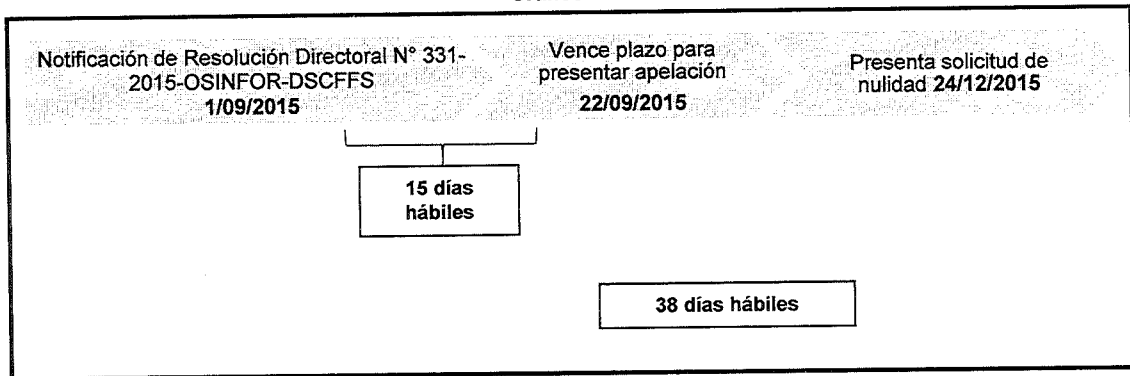 Notificación de Resolución Directoral N° 331-
2015-OSINFOR-DSCFFS
1/09/2015
Vence plazo para
presentar apelación
22/09/2015
Presenta solicitud de
nulidad 24/12/2015
15 días
hábiles
38 días hábiles